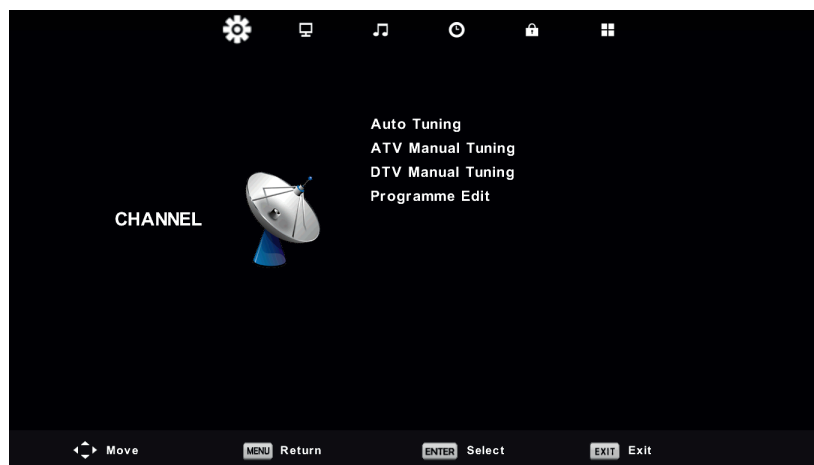 Auto Tuning
ATV Manual Tuning
DTV Manual Tuning
Programme Edit
CHANNEL
Move
MENU Return
ENTER Select
EXIT Exit